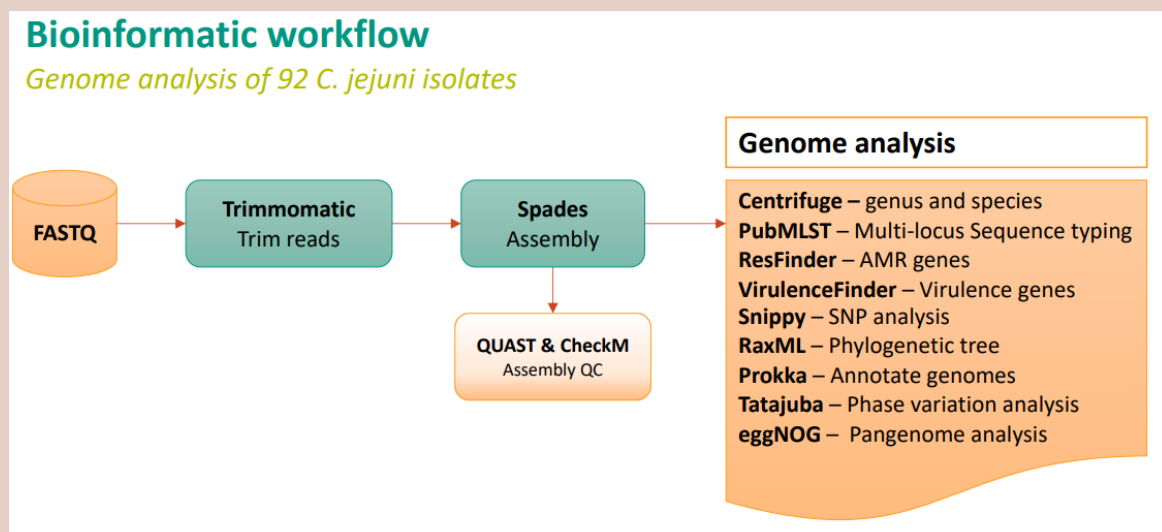 Bioinformatic workflow
Genome analysis of 92 C. jejuni isolates
FASTQ
Trimmomatic
Trim reads
Spades
Assembly
QUAST & CheckM
Assembly QC
Genome analysis
Centrifuge – genus and species
PubMLST – Multi-locus Sequence typing
ResFinder – AMR genes
VirulenceFinder – Virulence genes
Snippy – SNP analysis
RaxML – Phylogenetic tree
Prokka – Annotate genomes
Tatajuba – Phase variation analysis
eggNOG – Pangenome analysis